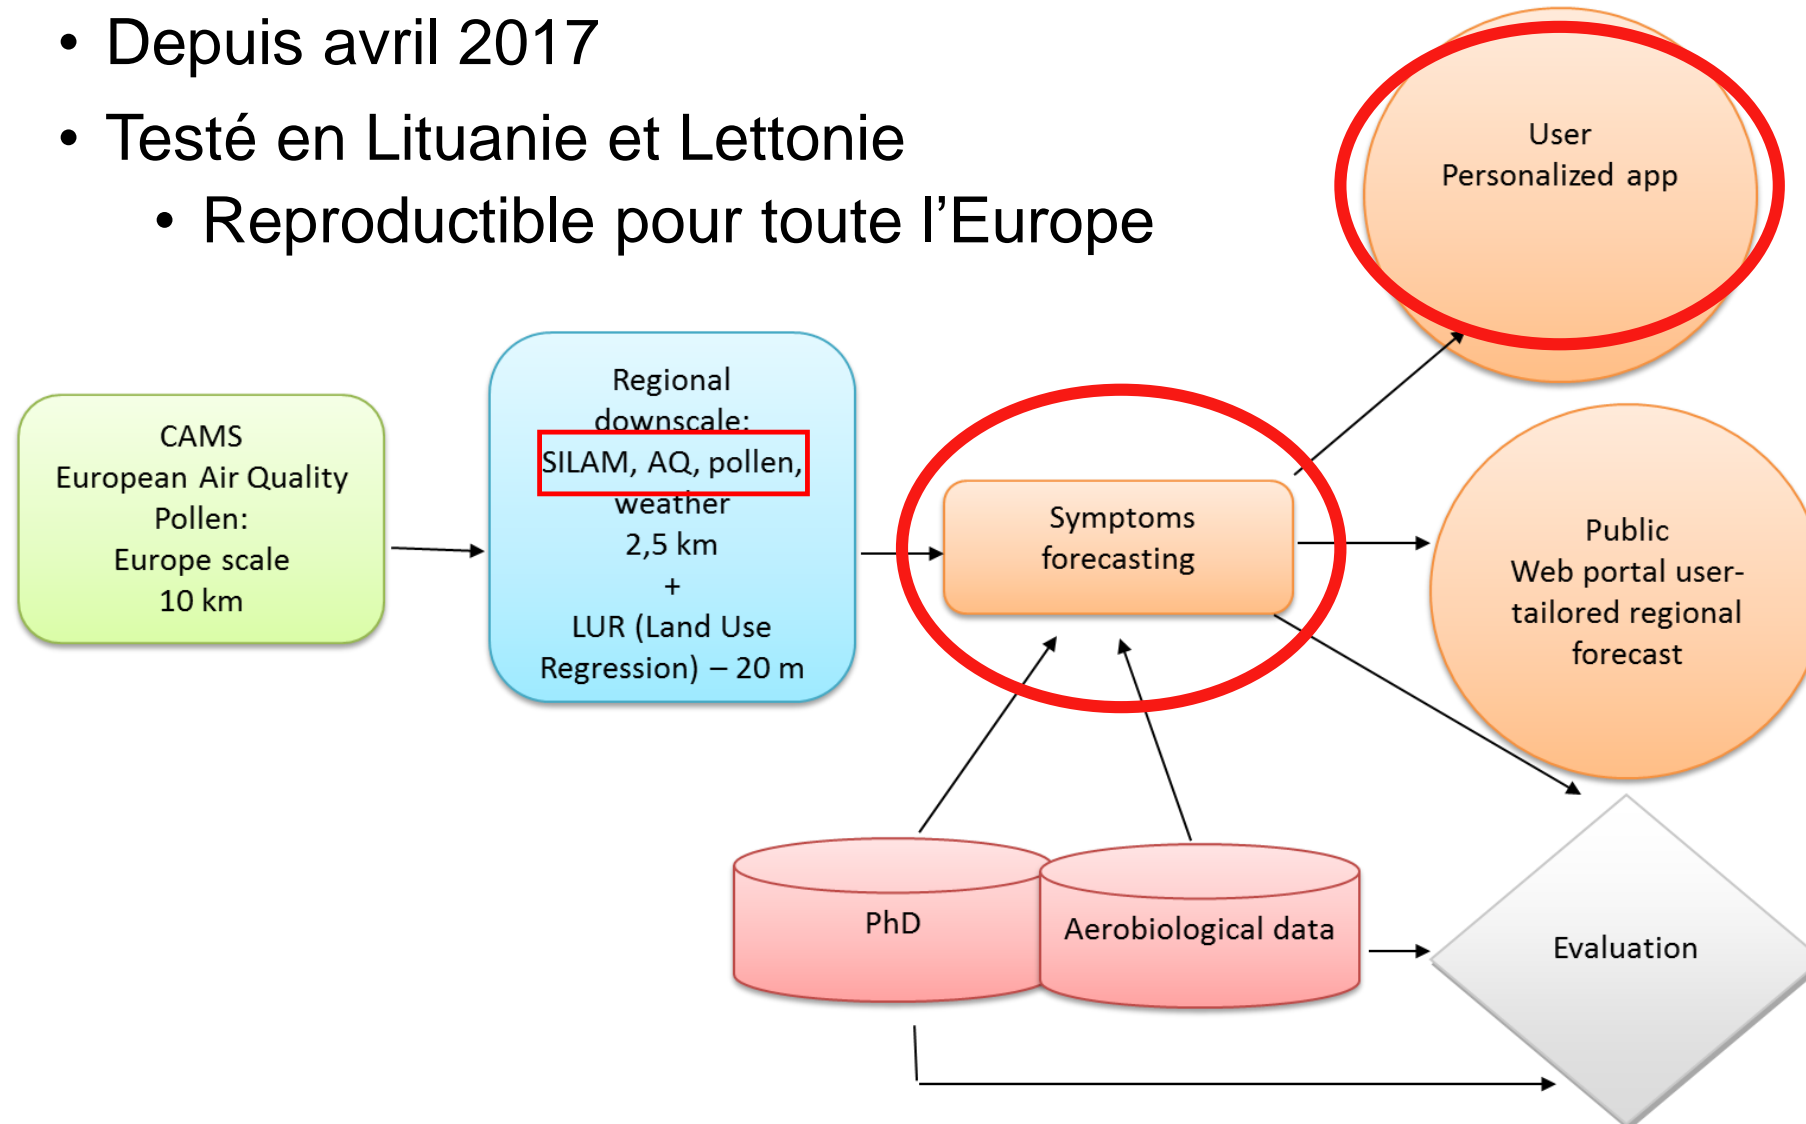 • Depuis avril 2017
• Testé en Lituanie et Lettonie
• Reproductible pour toute l’Europe
User
Personalized app
CAMS
European Air Quality
Pollen:
Europe scale
10 km
Regional
downscale:
SILAM, AQ, pollen,
weather
2,5 km
+
LUR (Land Use
Regression) – 20 m
Symptoms
forecasting
Public
Web portal user-
tailored regional
forecast
PhD
Aerobiological data
Evaluation